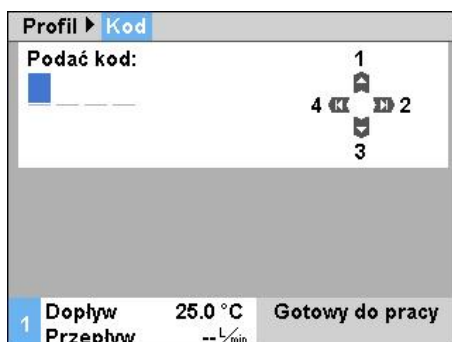 Profil Kod
Podać kod:
1
4 2
3
1
Dopływ 25.0 °C Gotowy do pracy
Przepływ -- L/min